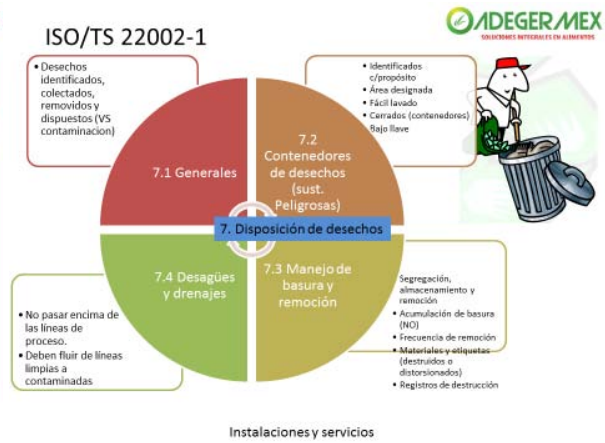 ISO/TS 22002-1
ADEGERMEX
SOLUCIONES INTEGRALES EN ALIMENTOS
• Desechos
identificados,
colectados,
removidos y
dispuestos (VS
contaminacion)
• Identificados
c/propósito
• Área designada
• Fácil lavado
• Cerrados (contenedores)
Bajo llave
7.1 Generales
7.2
Contenedores
de desechos
(sust.
Peligrosas)
7. Disposición de desechos
7.4 Desagües
y drenajes
7.3 Manejo de
basura y
remoción
• No pasar encima de
las líneas de
proceso.
• Deben fluir de líneas
limpias a
contaminadas
Segregación,
almacenamiento y
remoción
• Acumulación de basura
(NO)
• Frecuencia de remoción
• Materiales y etiquetas
(destruidos o
distorsionados)
• Registros de destrucción
Instalaciones y servicios